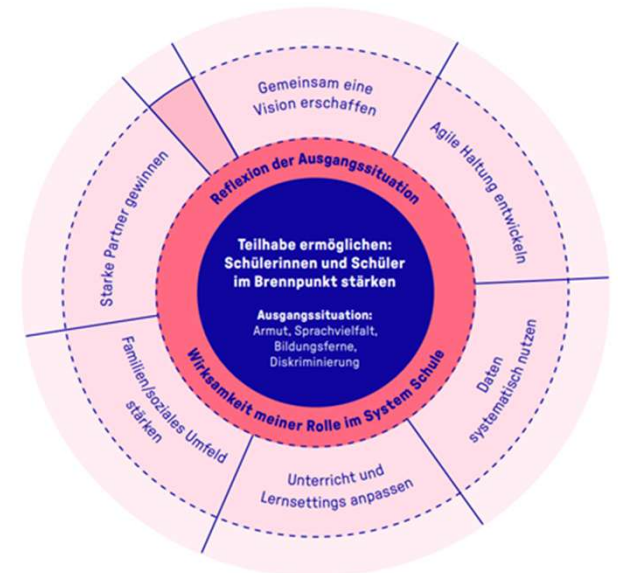 Gemeinsam eine
Vision erschaffen
Agile Haltung entwickeln
Daten
systematisch nutzen
Unterricht und
Lernsettings anpassen
Familien/soziales Umfeld
stärken
Starke Partner gewinnen
Reflexion der Ausgangssituation
Wirksamkeit meiner Rolle im System Schule
Teilhabe ermöglichen:
Schülerinnen und Schüler
im Brennpunkt stärken
Ausgangssituation:
Armut, Sprachvielfalt,
Bildungsferne,
Diskriminierung